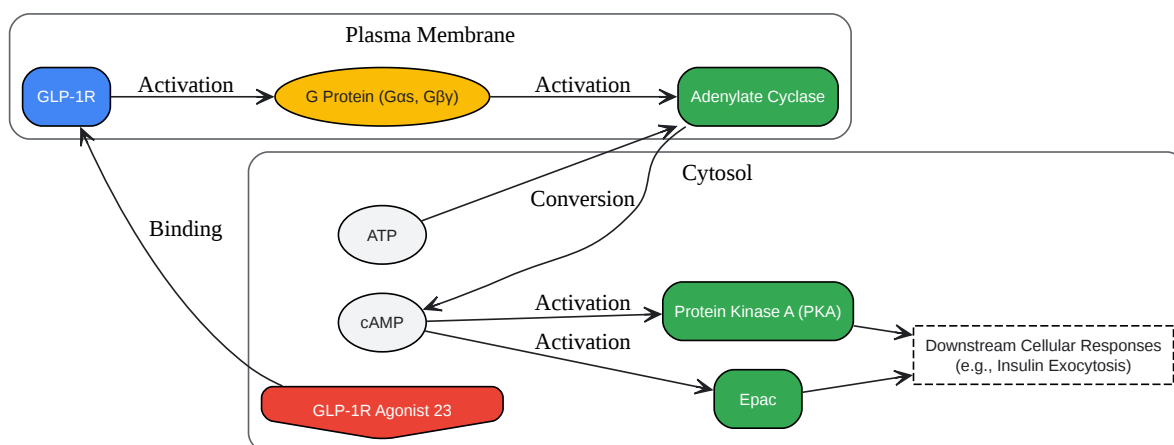 Plasma Membrane
GLP-1R
Activation
G Protein (Gαs, Gβγ)
Activation
Adenylate Cyclase
Cytosol
Conversion
Binding
ATP
cAMP
Activation
Protein Kinase A (PKA)
Activation
Downstream Cellular Responses
(e.g., Insulin Exocytosis)
Epac
GLP-1R Agonist 23